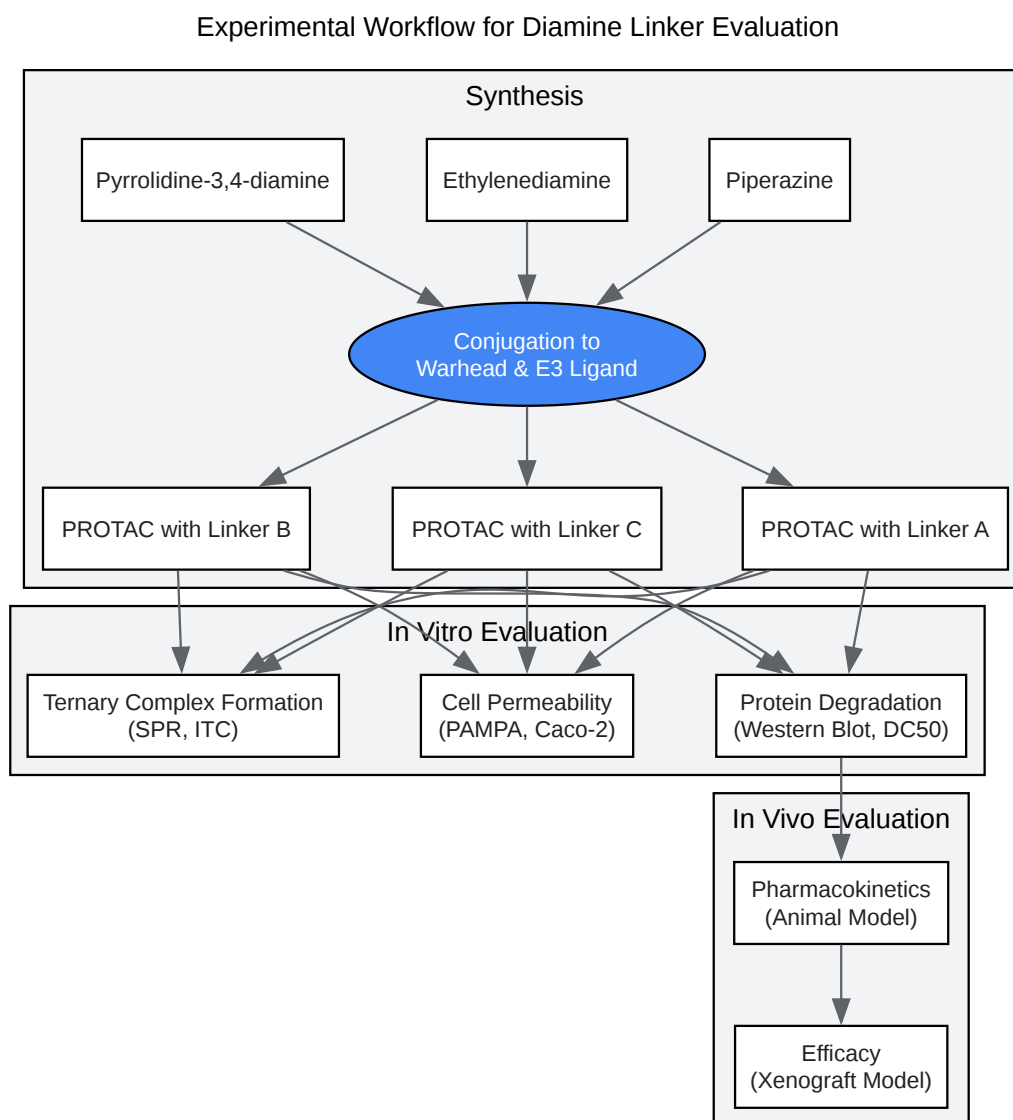 Experimental Workflow for Diamine Linker Evaluation
Synthesis
Pyrrolidine-3,4-diamine
Ethylenediamine
Piperazine
Conjugation to
Warhead & E3 Ligand
PROTAC with Linker B
PROTAC with Linker C
PROTAC with Linker A
In Vitro Evaluation
Ternary Complex Formation
(SPR, ITC)
Cell Permeability
(PAMPA, Caco-2)
Protein Degradation
(Western Blot, DC50)
In Vivo Evaluation
Pharmacokinetics
(Animal Model)
Efficacy
(Xenograft Model)